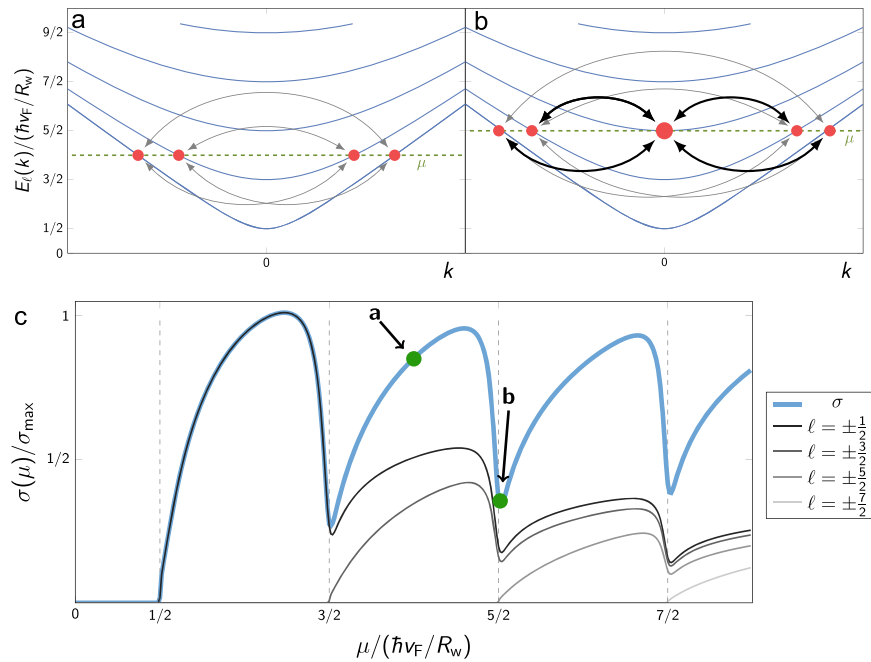 a
b
E_ℓ(k)/(ħv_F/R_w)
9/2
7/2
5/2
3/2
1/2
0
μ
μ
0
0
k
k
c
σ(μ)/σ_max
1
1/2
a
b
0
1/2
3/2
5/2
7/2
μ/(ħv_F/R_w)
σ
ℓ = ±1/2
ℓ = ±3/2
ℓ = ±5/2
ℓ = ±7/2